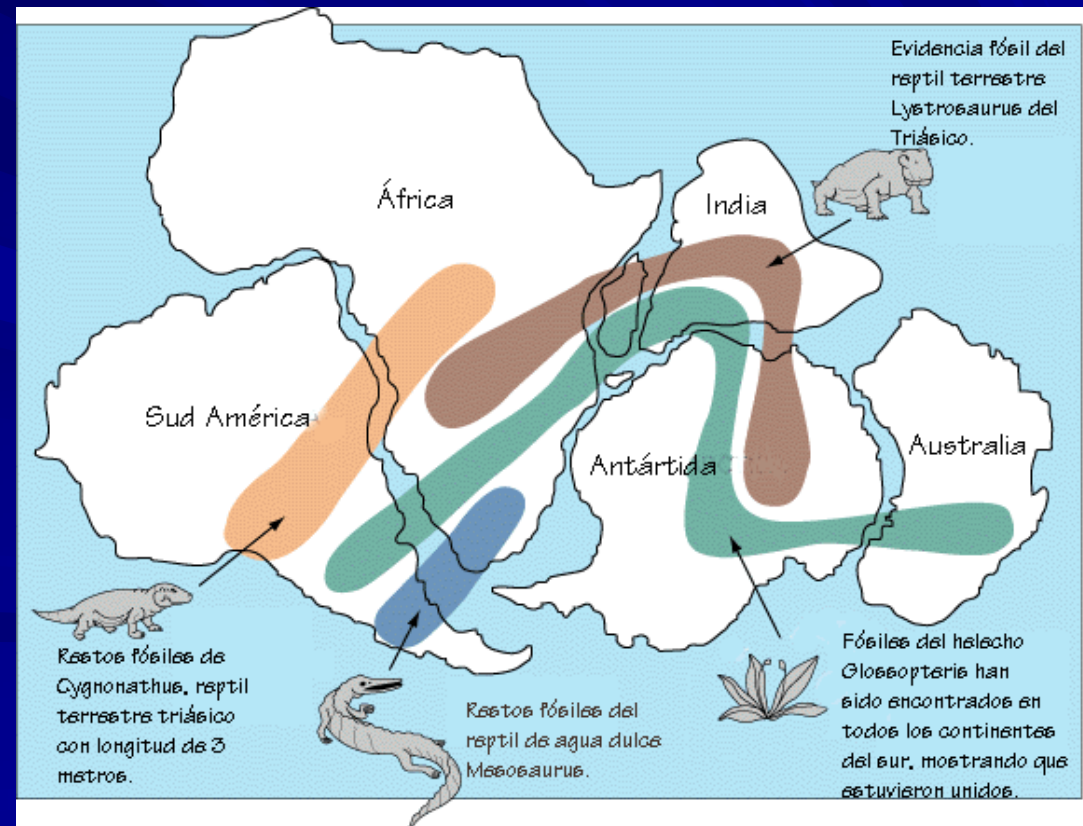 Evidencia fósil del
reptil terrestre
Lystrosaurus del
Triásico.
África
India
Sud América
Antártida
Australia
Restos fósiles de
Cygnonathus, reptil
terrestre triásico
con longitud de 3
metros.
Restos fósiles del
reptil de agua dulce
Mesosaurus.
Fósiles del helecho
Glossopteris han
sido encontrados en
todos los continentes
del sur, mostrando que
estuvieron unidos.